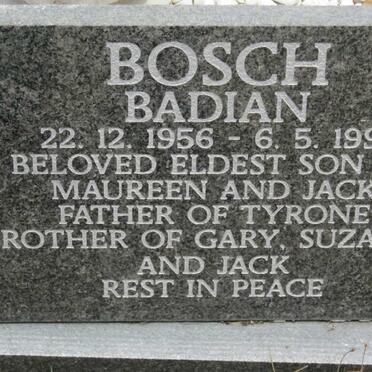 BOSCH
BADIAN
22. 12. 1956 - 6. 5. 199
BELOVED ELDEST SON
MAUREEN AND JACK
FATHER OF TYRONE
ROTHER OF GARY, SUZA
AND JACK
REST IN PEACE